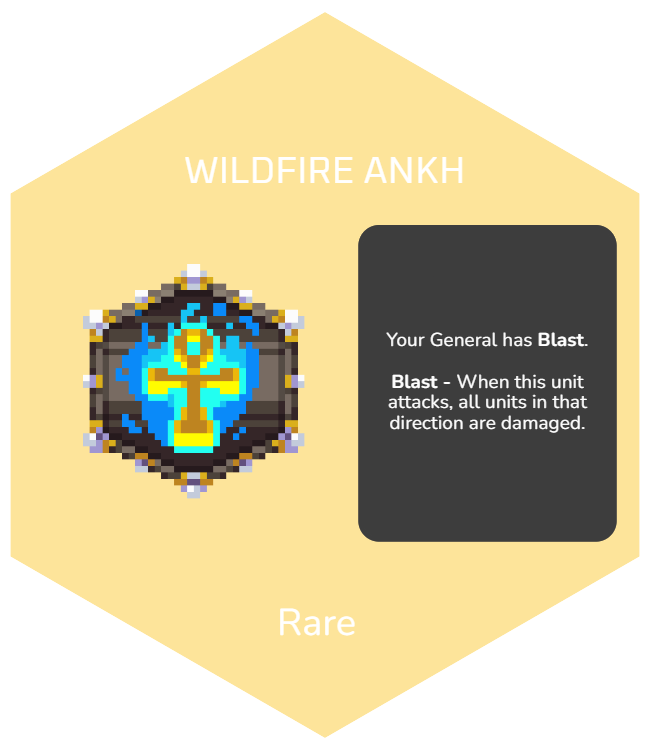 WILDFIRE ANKH
Your General has Blast.
Blast - When this unit
attacks, all units in that
direction are damaged.
Rare